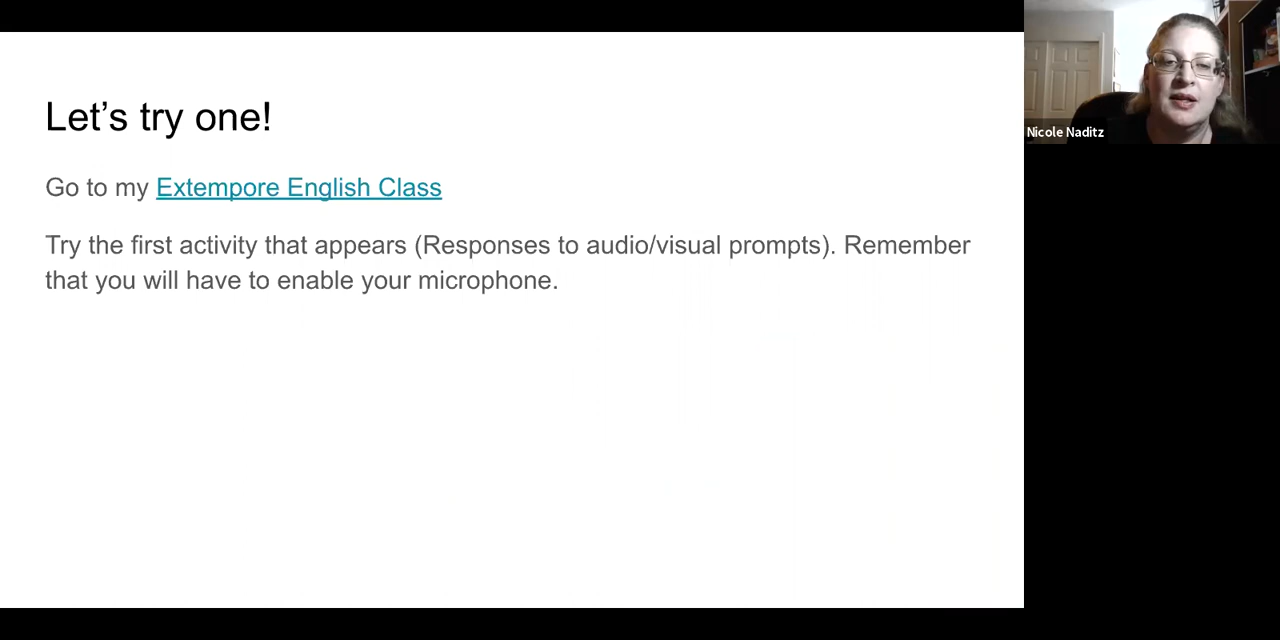 Let’s try one!
Go to my Extempore English Class
Try the first activity that appears (Responses to audio/visual prompts). Remember
that you will have to enable your microphone.
Nicole Naditz